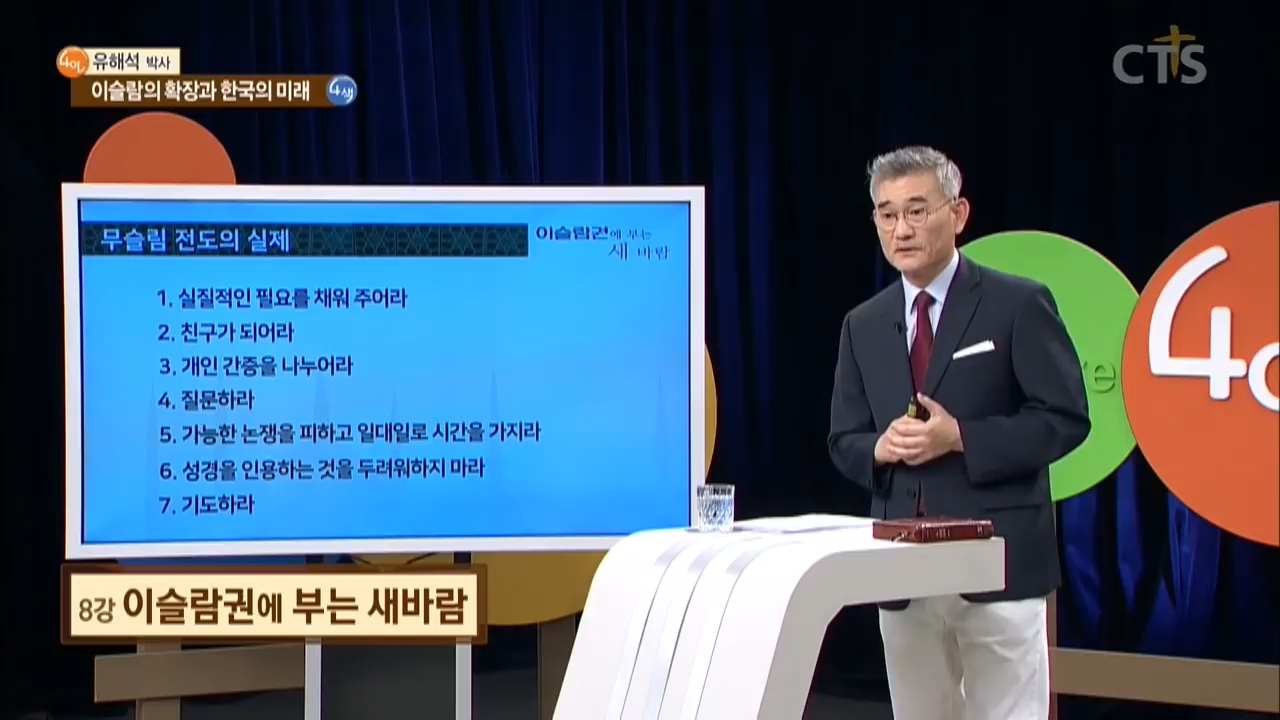 4인 유해석 박사
이슬람의 확장과 한국의 미래 4색
CTS
무슬림 전도의 실제
이슬람권에 부는
새 바람
1. 실질적인 필요를 채워 주어라
2. 친구가 되어라
3. 개인 간증을 나누어라
4. 질문하라
5. 가능한 논쟁을 피하고 일대일로 시간을 가지라
6. 성경을 인용하는 것을 두려워하지 마라
7. 기도하라
8강 이슬람권에 부는 새바람